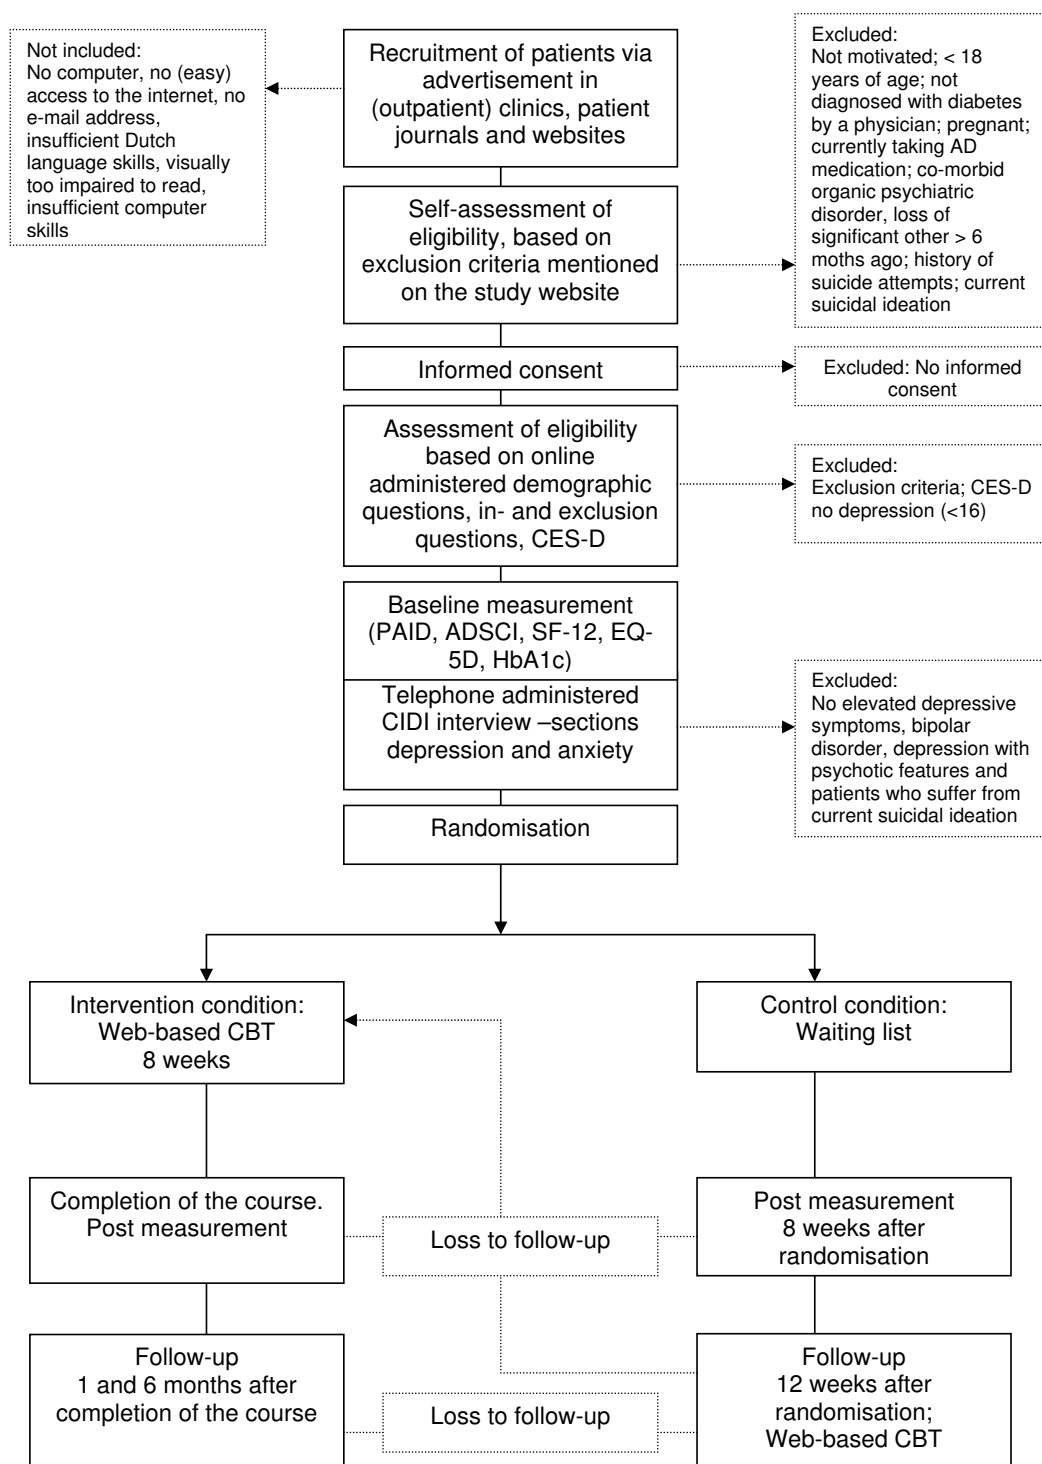 Not included:
No computer, no (easy)
access to the internet, no
e-mail address,
insufficient Dutch
language skills, visually
too impaired to read,
insufficient computer
skills
Recruitment of patients via
advertisement in
(outpatient) clinics, patient
journals and websites
Excluded:
Not motivated; < 18
years of age; not
diagnosed with diabetes
by a physician; pregnant;
currently taking AD
medication; co-morbid
organic psychiatric
disorder, loss of
significant other > 6
moths ago; history of
suicide attempts; current
suicidal ideation
Self-assessment of
eligibility, based on
exclusion criteria mentioned
on the study website
Informed consent
Excluded: No informed
consent
Assessment of eligibility
based on online
administered demographic
questions, in- and exclusion
questions, CES-D
Excluded:
Exclusion criteria; CES-D
no depression (<16)
Baseline measurement
(PAID, ADSCI, SF-12, EQ-
5D, HbA1c)
Telephone administered
CIDI interview –sections
depression and anxiety
Excluded:
No elevated depressive
symptoms, bipolar
disorder, depression with
psychotic features and
patients who suffer from
current suicidal ideation
Randomisation
Intervention condition:
Web-based CBT
8 weeks
Control condition:
Waiting list
Completion of the course.
Post measurement
Loss to follow-up
Post measurement
8 weeks after
randomisation
Follow-up
1 and 6 months after
completion of the course
Loss to follow-up
Follow-up
12 weeks after
randomisation;
Web-based CBT